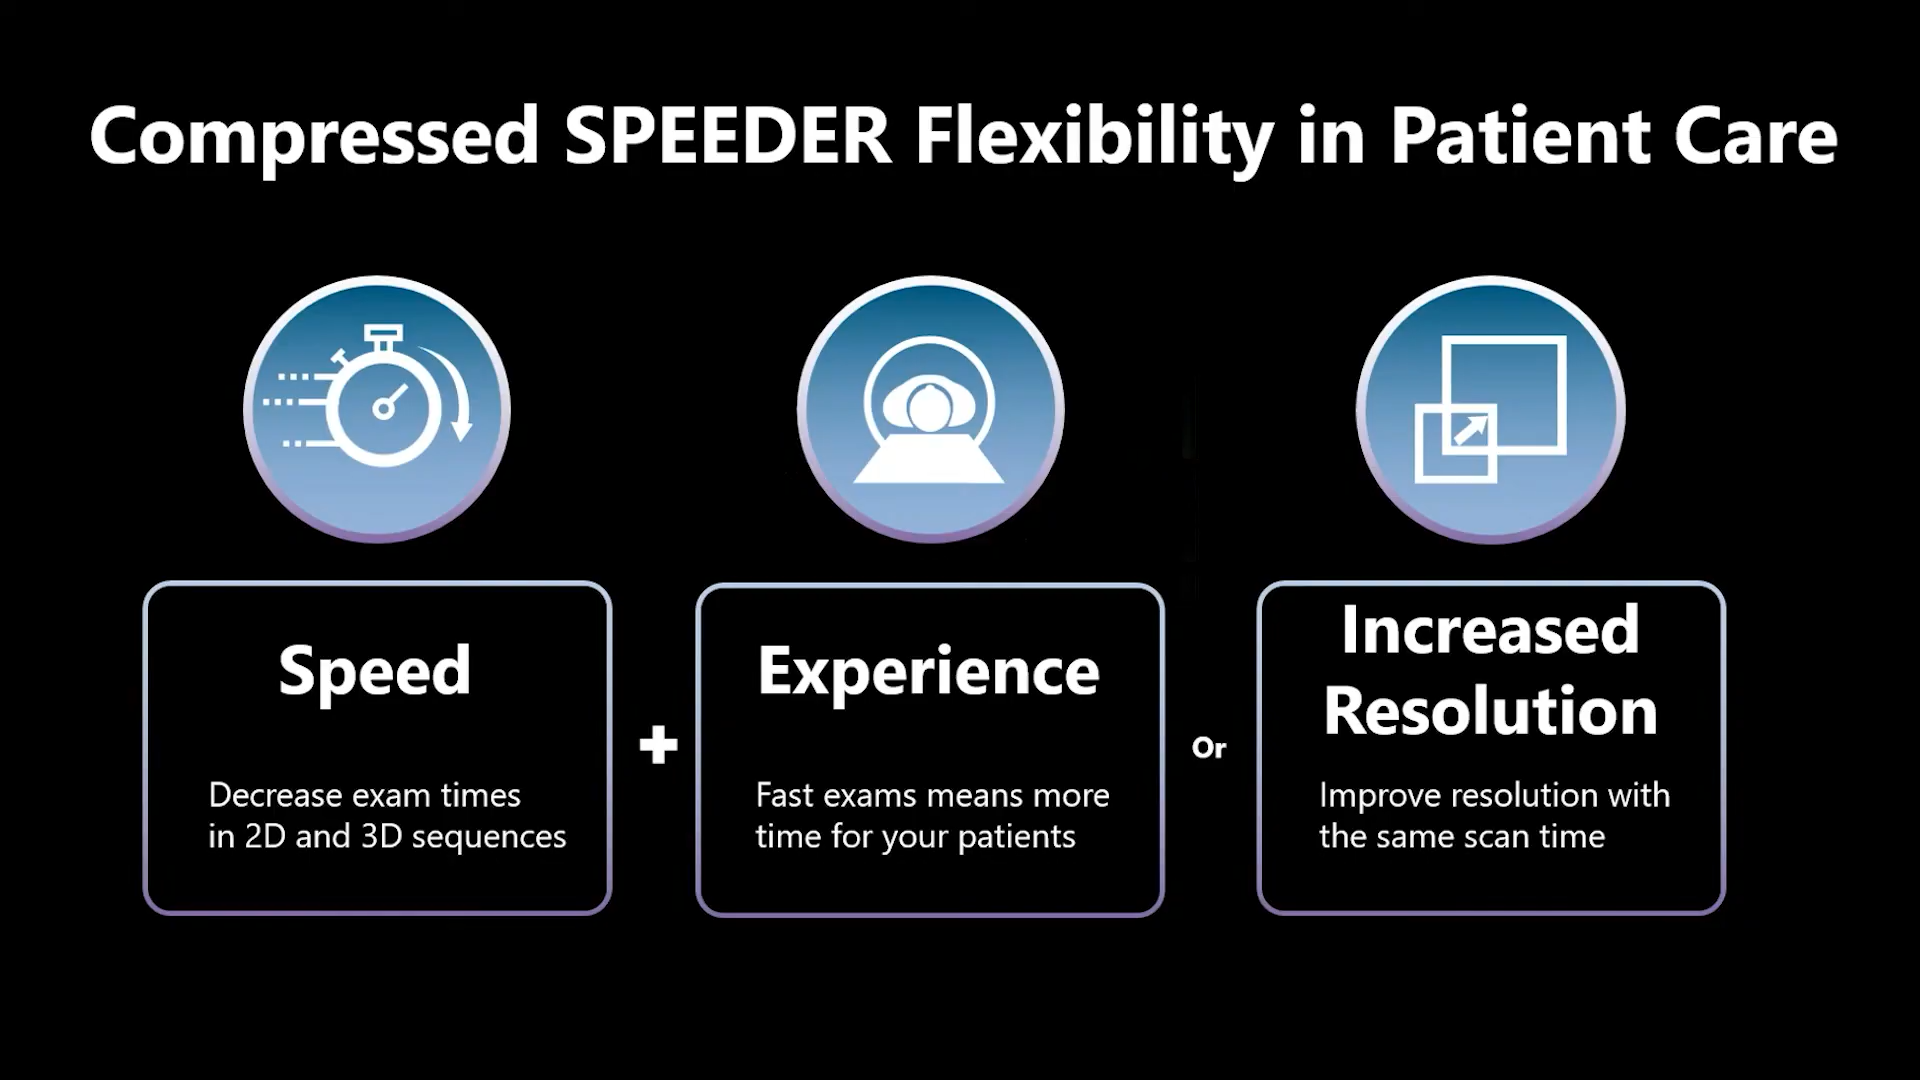 Compressed SPEEDER Flexibility in Patient Care
Speed
Decrease exam times
in 2D and 3D sequences
+
Experience
Fast exams means more
time for your patients
Or
Increased
Resolution
Improve resolution with
the same scan time